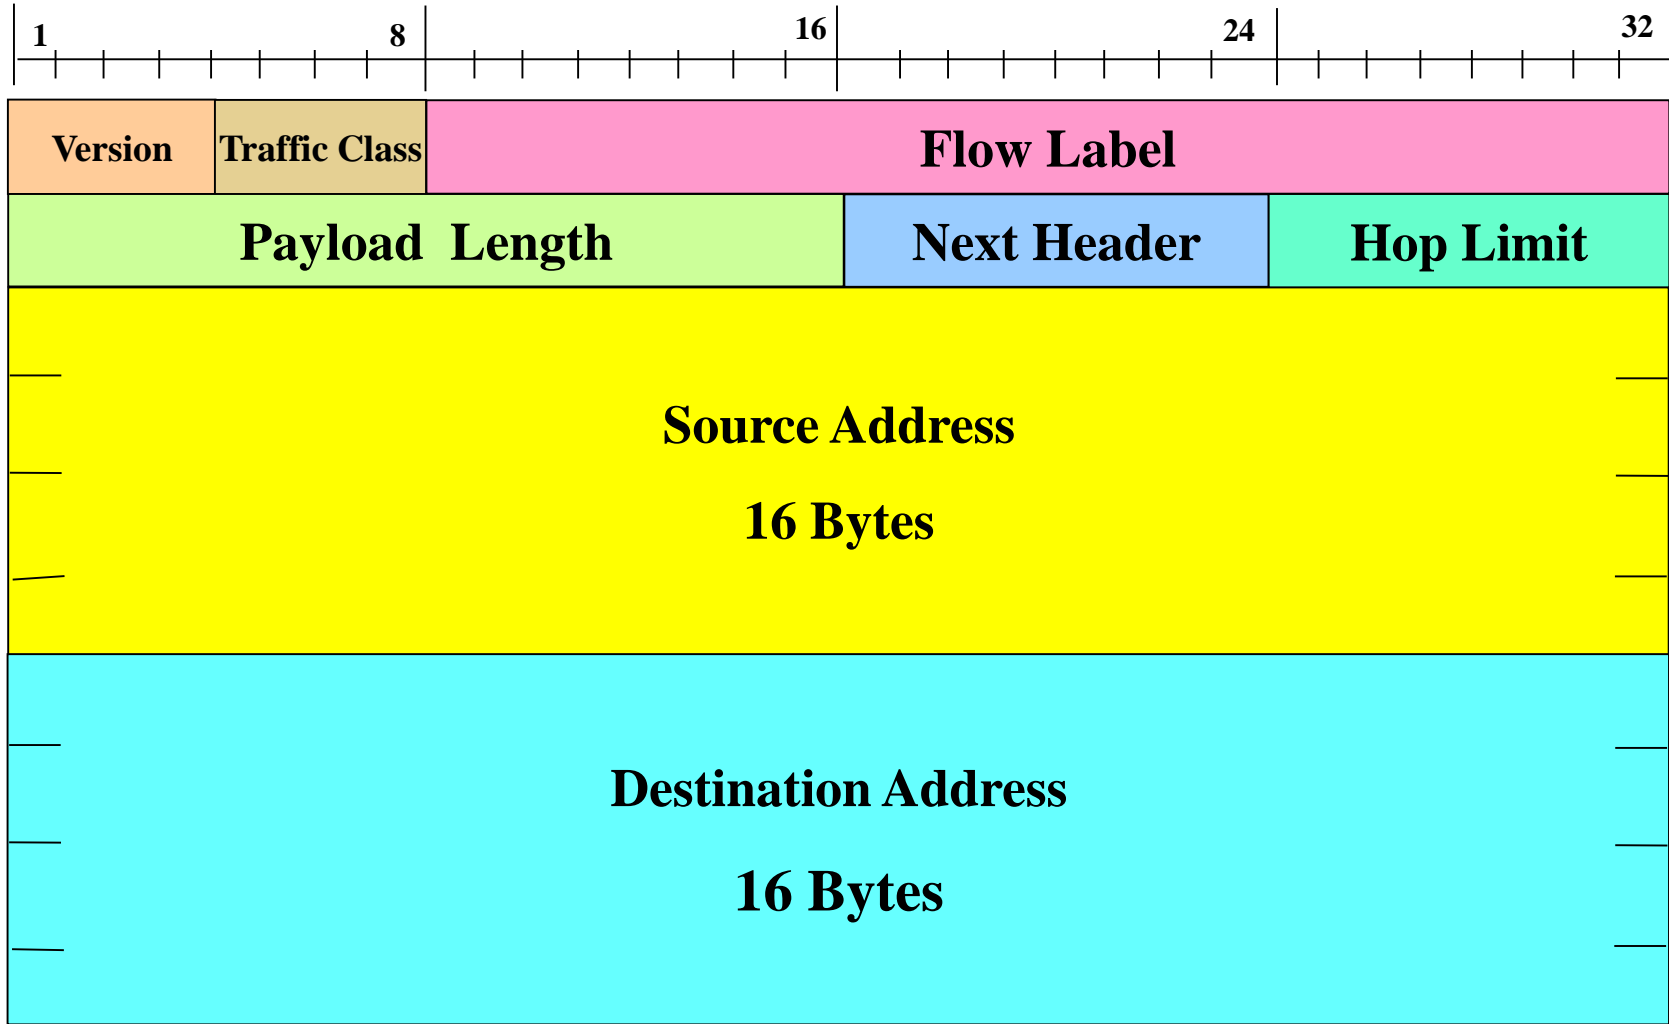 1 8 16 24 32
Version Traffic Class Flow Label
Payload Length Next Header Hop Limit
Source Address
16 Bytes
Destination Address
16 Bytes